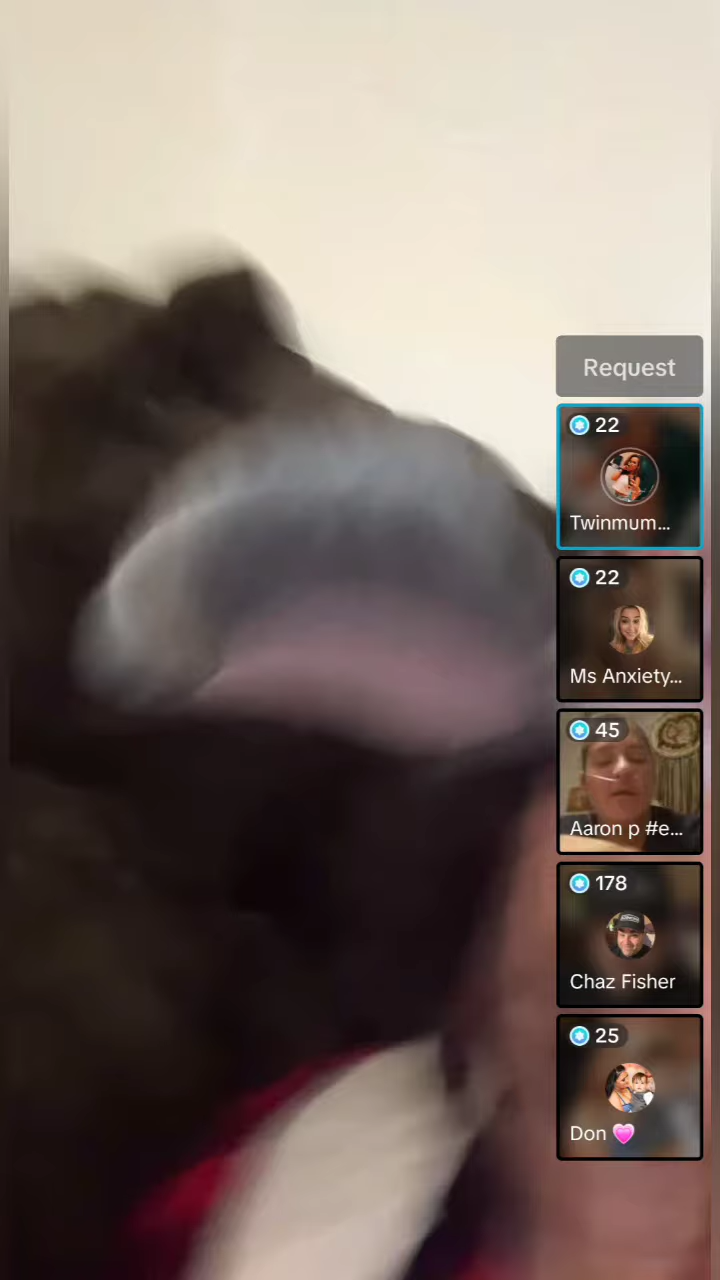 Request
22
Twinmum...
22
Ms Anxiety...
45
Aaron p #e...
178
Chaz Fisher
25
Don 💗